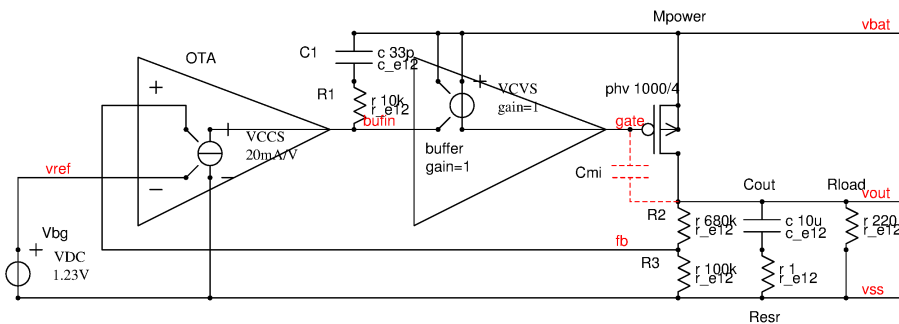 Mpower
vbat
OTA
C1
c 33p
c_e12
VCVS
gain=1
phv 1000/4
R1
r 10k
r_e12
bufin
gate
VCCS
20mA/V
buffer
gain=1
Cmi
vref
Cout
Rload
vout
R2
r 680k
r_e12
c 10u
c_e12
r 220
r_e12
Vbg
VDC
1.23V
fb
R3
r 100k
r_e12
r 1
r_e12
vss
Resr